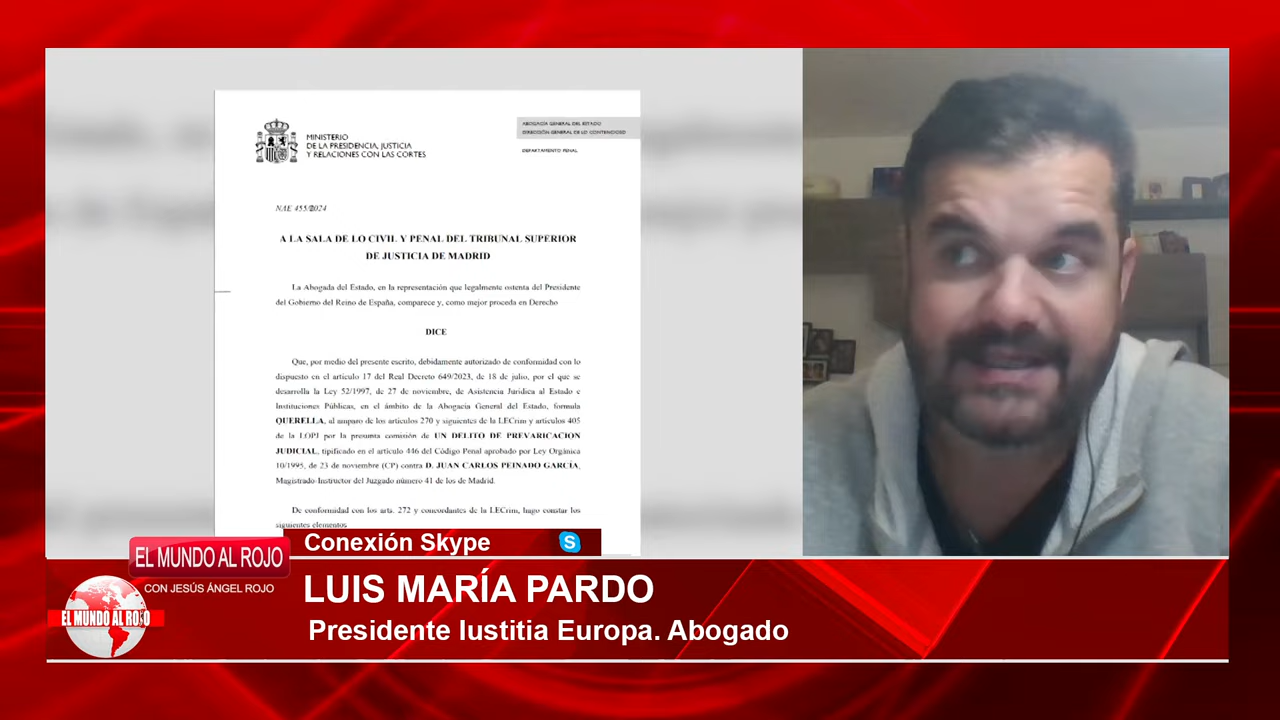 MINISTERIO
DE LA PRESIDENCIA, JUSTICIA
Y RELACIONES CON LAS CORTES
ABOGACÍA GENERAL DEL ESTADO
DIRECCIÓN GENERAL DE LO CONTENCIOSO
DEPARTAMENTO PENAL
NAE 455/2024
A LA SALA DE LO CIVIL Y PENAL DEL TRIBUNAL SUPERIOR
DE JUSTICIA DE MADRID
La Abogada del Estado, en la representación que legalmente ostenta del Presidente
del Gobierno del Reino de España, comparece y, como mejor proceda en Derecho
DICE
Que, por medio del presente escrito, debidamente autorizado de conformidad con lo
dispuesto en el artículo 17 del Real Decreto 649/2023, de 18 de julio, por el que se
desarrolla la Ley 52/1997, de 27 de noviembre, de Asistencia Jurídica al Estado e
Instituciones Públicas, en el ámbito de la Abogacía General del Estado, formula
QUERELLA, al amparo de los artículos 270 y siguientes de la LECrim y artículos 405
de la LOPJ por la presunta comisión de UN DELITO DE PREVARICACION
JUDICIAL, tipificado en el artículo 446 del Código Penal aprobado por Ley Orgánica
10/1995, de 23 de noviembre (CP) contra D. JUAN CARLOS PEINADO GARCÍA,
Magistrado-Instructor del Juzgado número 41 de los de Madrid.
De conformidad con los arts. 272 y concordantes de la LECrim, hago constar los
siguientes elementos
Conexión Skype
S
EL MUNDO AL ROJO
CON JESÚS ÁNGEL ROJO
EL MUNDO AL ROJO
LUIS MARÍA PARDO
Presidente Iustitia Europa. Abogado